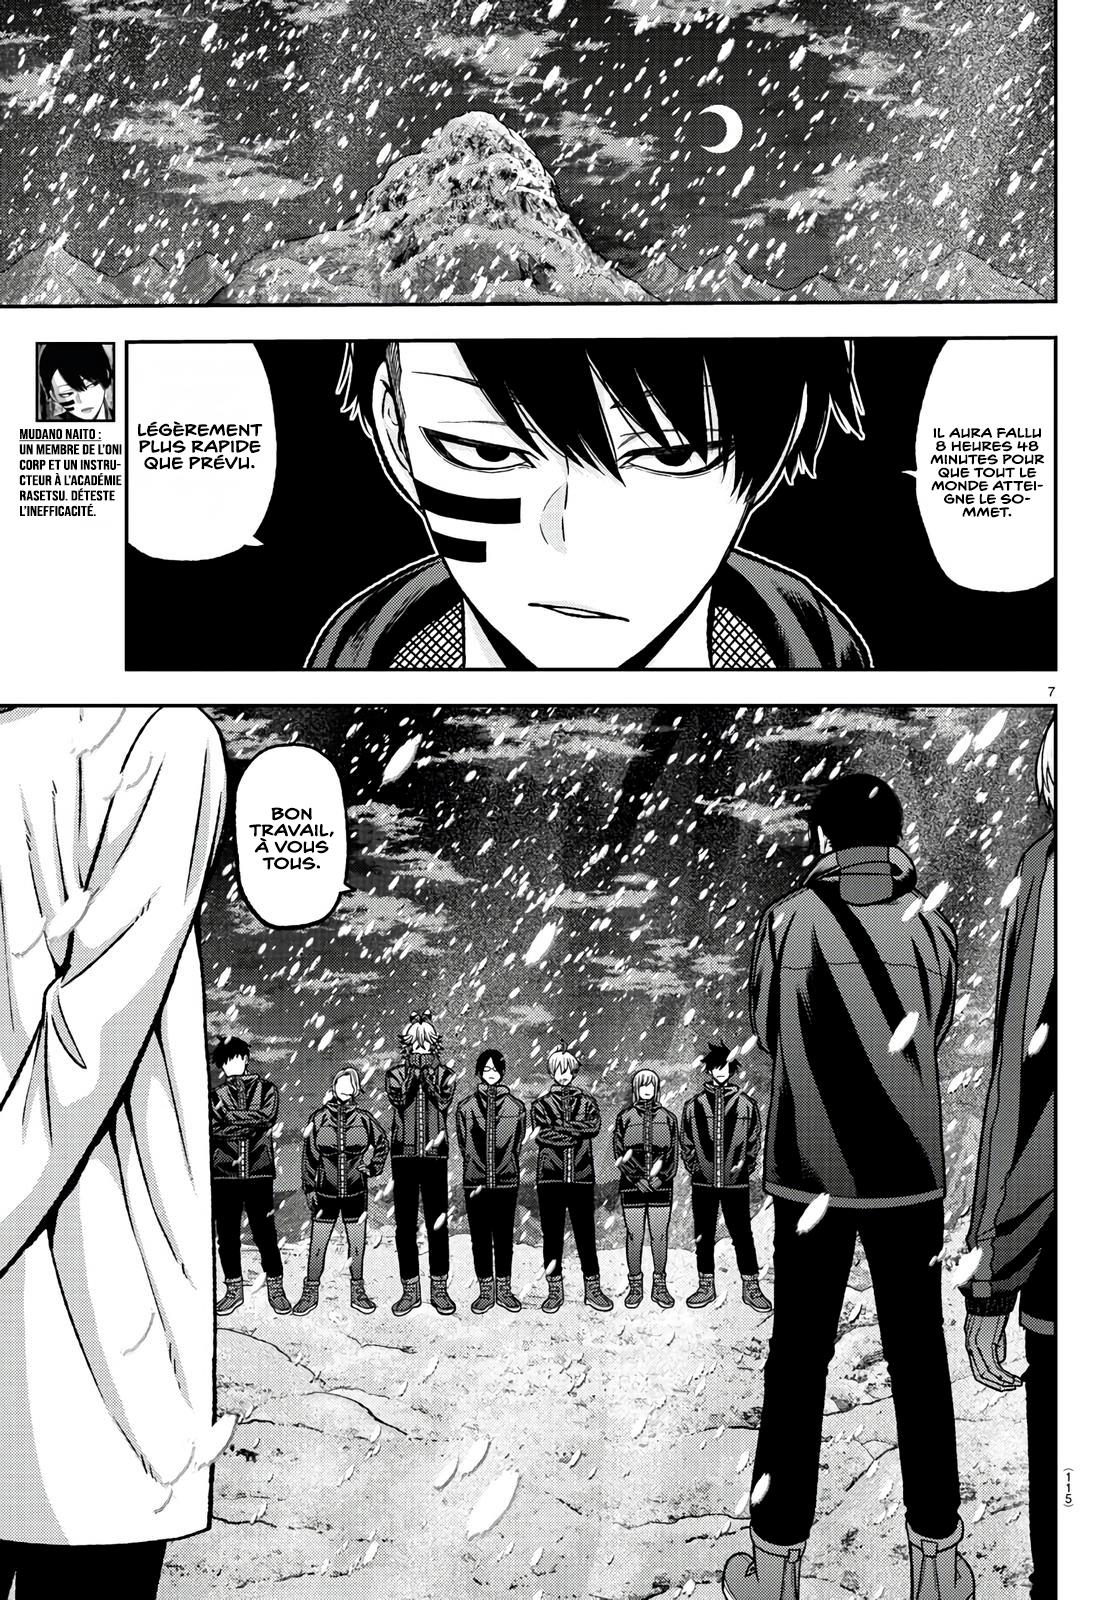 IL AURA FALLU
8 HEURES 48
MINUTES POUR
QUE TOUT LE
MONDE ATTEI-
GNE LE SO-
MMET.
LÉGÈREMENT
PLUS RAPIDE
QUE PRÉVU.
MUDANO NAITO :
UN MEMBRE DE L'ONI
CORP ET UN INSTRU-
CTEUR À L'ACADÉMIE
RASETSU. DÉTESTE
L'INEFFICACITÉ.
7
BON
TRAVAIL,
À VOUS
TOUS.
(115)